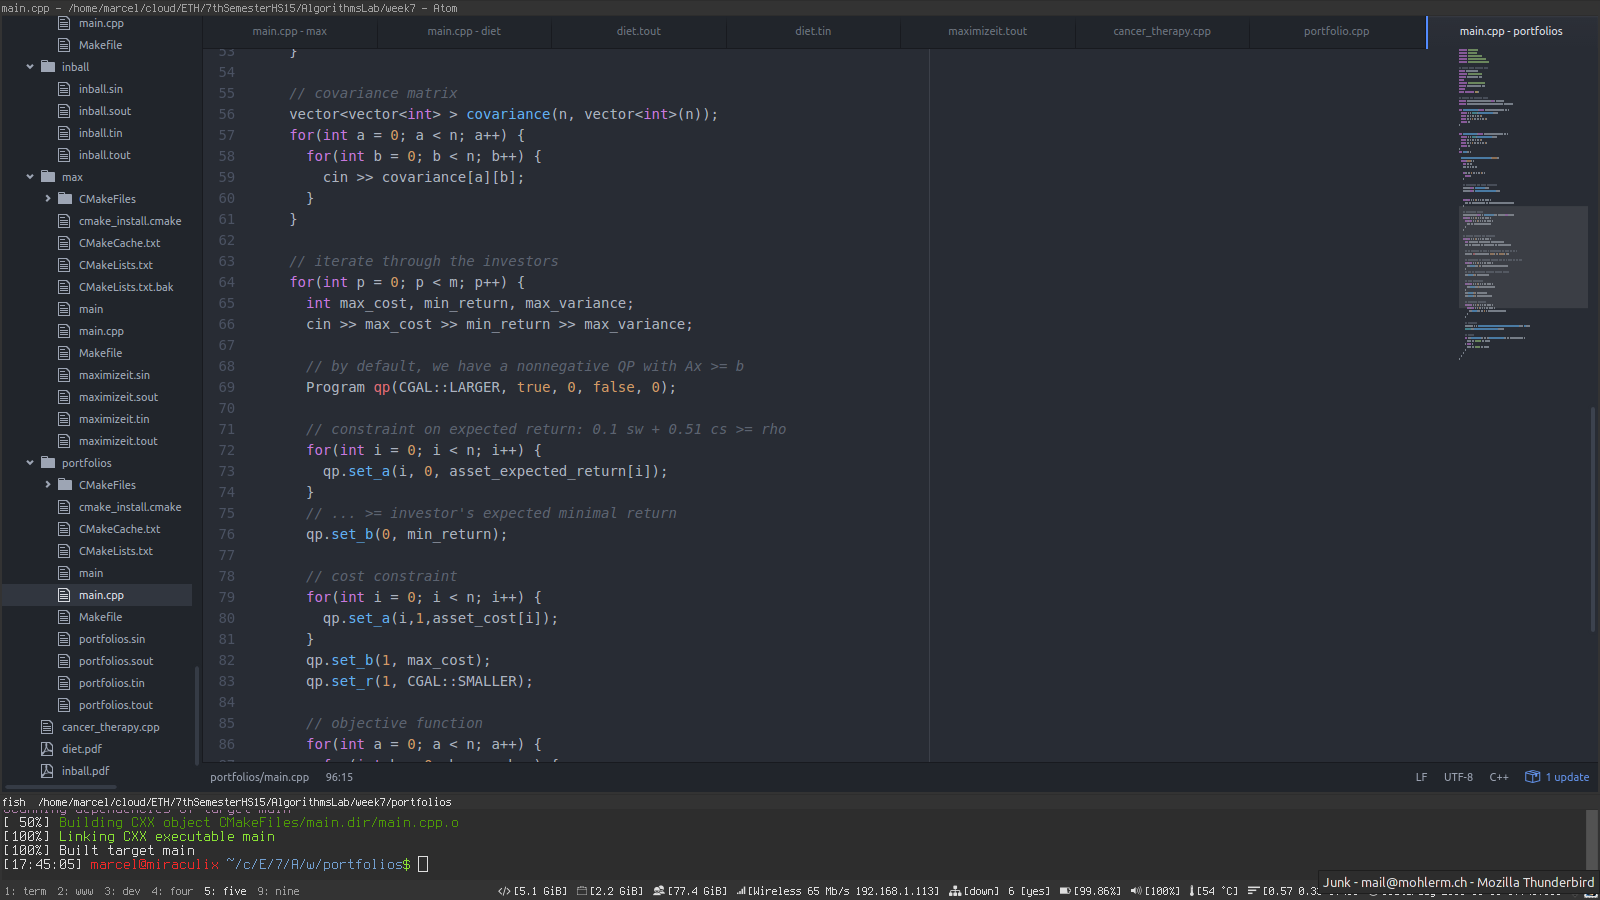 main.cpp – /home/marcel/cloud/ETH/7thSemesterHS15/AlgorithmsLab/week7 – Atom
main.cpp
Makefile
inball
inball.sin
inball.sout
inball.tin
inball.tout
max
CMakeFiles
cmake_install.cmake
CMakeCache.txt
CMakeLists.txt
CMakeLists.txt.bak
main
main.cpp
Makefile
maximizeit.sin
maximizeit.sout
maximizeit.tin
maximizeit.tout
portfolios
CMakeFiles
cmake_install.cmake
CMakeCache.txt
CMakeLists.txt
main
main.cpp
Makefile
portfolios.sin
portfolios.sout
portfolios.tin
portfolios.tout
cancer_therapy.cpp
diet.pdf
inball.pdf
main.cpp - max main.cpp - diet diet.tout diet.tin maximizeit.tout cancer_therapy.cpp portfolio.cpp main.cpp - portfolios
53 }
54
55 // covariance matrix
56 vector<vector<int> > covariance(n, vector<int>(n));
57 for(int a = 0; a < n; a++) {
58 for(int b = 0; b < n; b++) {
59 cin >> covariance[a][b];
60 }
61 }
62
63 // iterate through the investors
64 for(int p = 0; p < m; p++) {
65 int max_cost, min_return, max_variance;
66 cin >> max_cost >> min_return >> max_variance;
67
68 // by default, we have a nonnegative QP with Ax >= b
69 Program qp(CGAL::LARGER, true, 0, false, 0);
70
71 // constraint on expected return: 0.1 sw + 0.51 cs >= rho
72 for(int i = 0; i < n; i++) {
73 qp.set_a(i, 0, asset_expected_return[i]);
74 }
75 // ... >= investor's expected minimal return
76 qp.set_b(0, min_return);
77
78 // cost constraint
79 for(int i = 0; i < n; i++) {
80 qp.set_a(i,1,asset_cost[i]);
81 }
82 qp.set_b(1, max_cost);
83 qp.set_r(1, CGAL::SMALLER);
84
85 // objective function
86 for(int a = 0; a < n; a++) {
portfolios/main.cpp 96:15 LF UTF-8 C++ 1 update
fish /home/marcel/cloud/ETH/7thSemesterHS15/AlgorithmsLab/week7/portfolios
Scanning dependencies of target main
[ 50%] Building CXX object CMakeFiles/main.dir/main.cpp.o
[100%] Linking CXX executable main
[100%] Built target main
[17:45:05] marcel@miraculix ~/c/E/7/A/w/portfolios$
1: term 2: www 3: dev 4: four 5: five 9: nine </> [5.1 GiB] [2.2 GiB] [77.4 GiB] [Wireless 65 Mb/s 192.168.1.113] [down] 6 [yes] [99.86%] [100%] [54 °C] [0.57
Junk - mail@mohlerm.ch - Mozilla Thunderbird